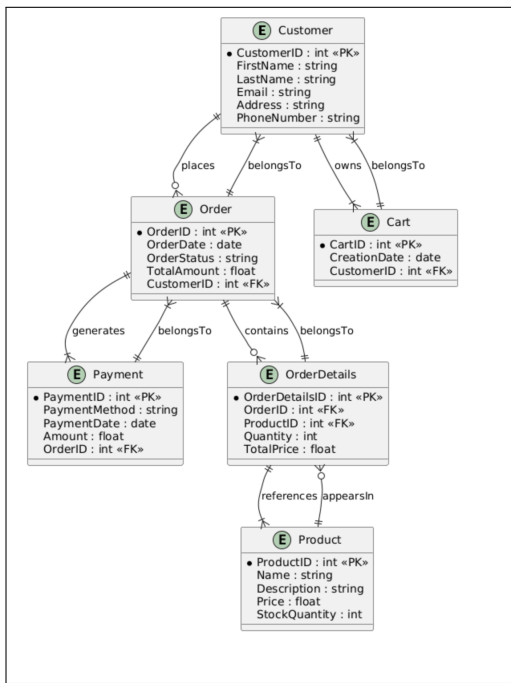 E Customer
CustomerID : int «PK»
FirstName : string
LastName : string
Email : string
Address : string
PhoneNumber : string
places
belongsTo
owns
belongsTo
E Order
OrderID : int «PK»
OrderDate : date
OrderStatus : string
TotalAmount : float
CustomerID : int «FK»
E Cart
CartID : int «PK»
CreationDate : date
CustomerID : int «FK»
generates
belongsTo
contains
belongsTo
E Payment
PaymentID : int «PK»
PaymentMethod : string
PaymentDate : date
Amount : float
OrderID : int «FK»
E OrderDetails
OrderDetailsID : int «PK»
OrderID : int «FK»
ProductID : int «FK»
Quantity : int
TotalPrice : float
references
appearsIn
E Product
ProductID : int «PK»
Name : string
Description : string
Price : float
StockQuantity : int